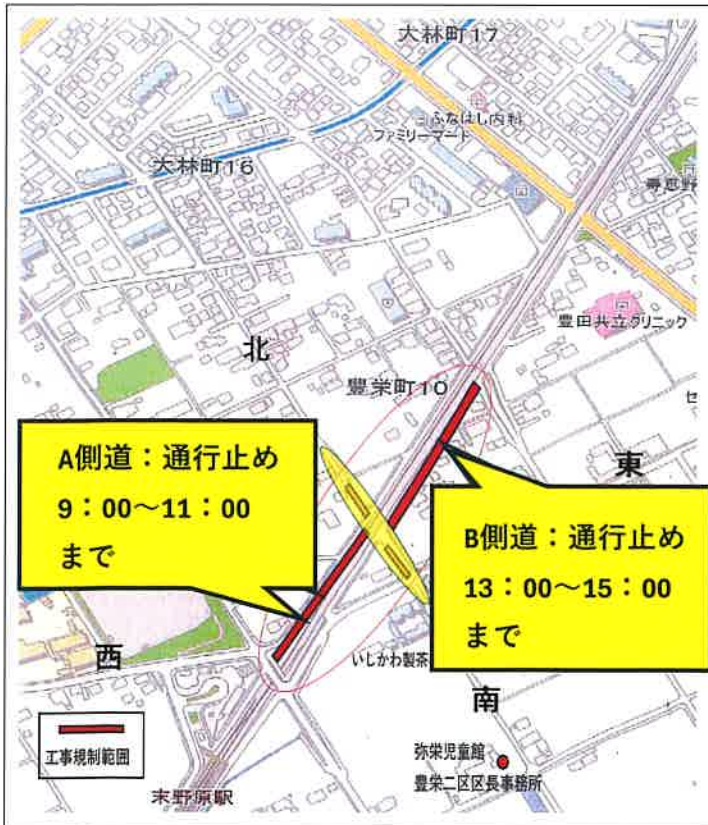 大林町17
ふなはし内科
ファミリーマート
大林町16
寿恵野
豊田共立クリニック
北
豊栄町10
セ
東
A側道：通行止め
9：00～11：00
まで
B側道：通行止め
13：00～15：00
まで
西
いしかわ製茶
南
工事規制範囲
弥栄児童館
豊栄二区区長事務所
末野原駅